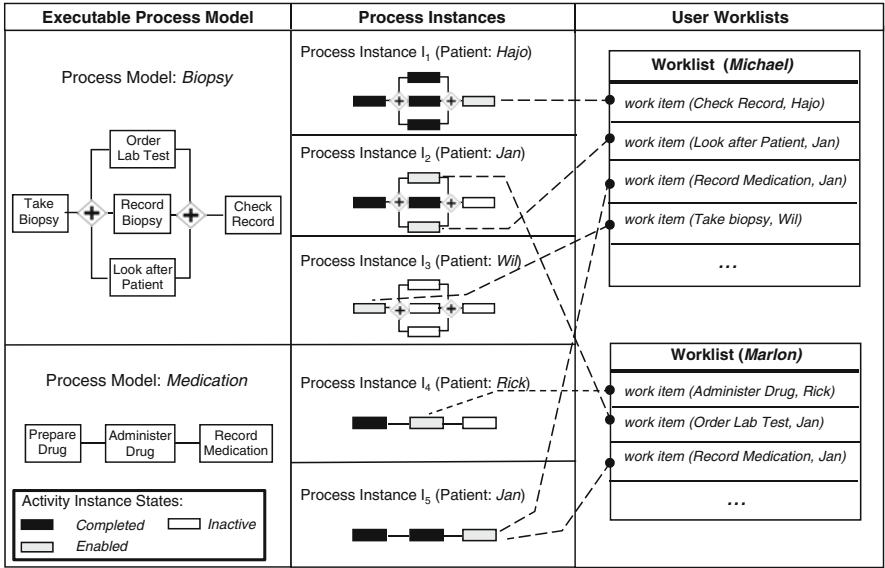 Executable Process Model
Process Instances
User Worklists
Process Model: Biopsy
Take
Biopsy
Order
Lab Test
Record
Biopsy
Look after
Patient
Check
Record
Process Model: Medication
Prepare
Drug
Administer
Drug
Record
Medication
Activity Instance States:
Completed
Inactive
Enabled
Process Instance I1 (Patient: Hajo)
Process Instance I2 (Patient: Jan)
Process Instance I3 (Patient: Wil)
Process Instance I4 (Patient: Rick)
Process Instance I5 (Patient: Jan)
Worklist (Michael)
work item (Check Record, Hajo)
work item (Look after Patient, Jan)
work item (Record Medication, Jan)
work item (Take biopsy, Wil)
...
Worklist (Marlon)
work item (Administer Drug, Rick)
work item (Order Lab Test, Jan)
work item (Record Medication, Jan)
...